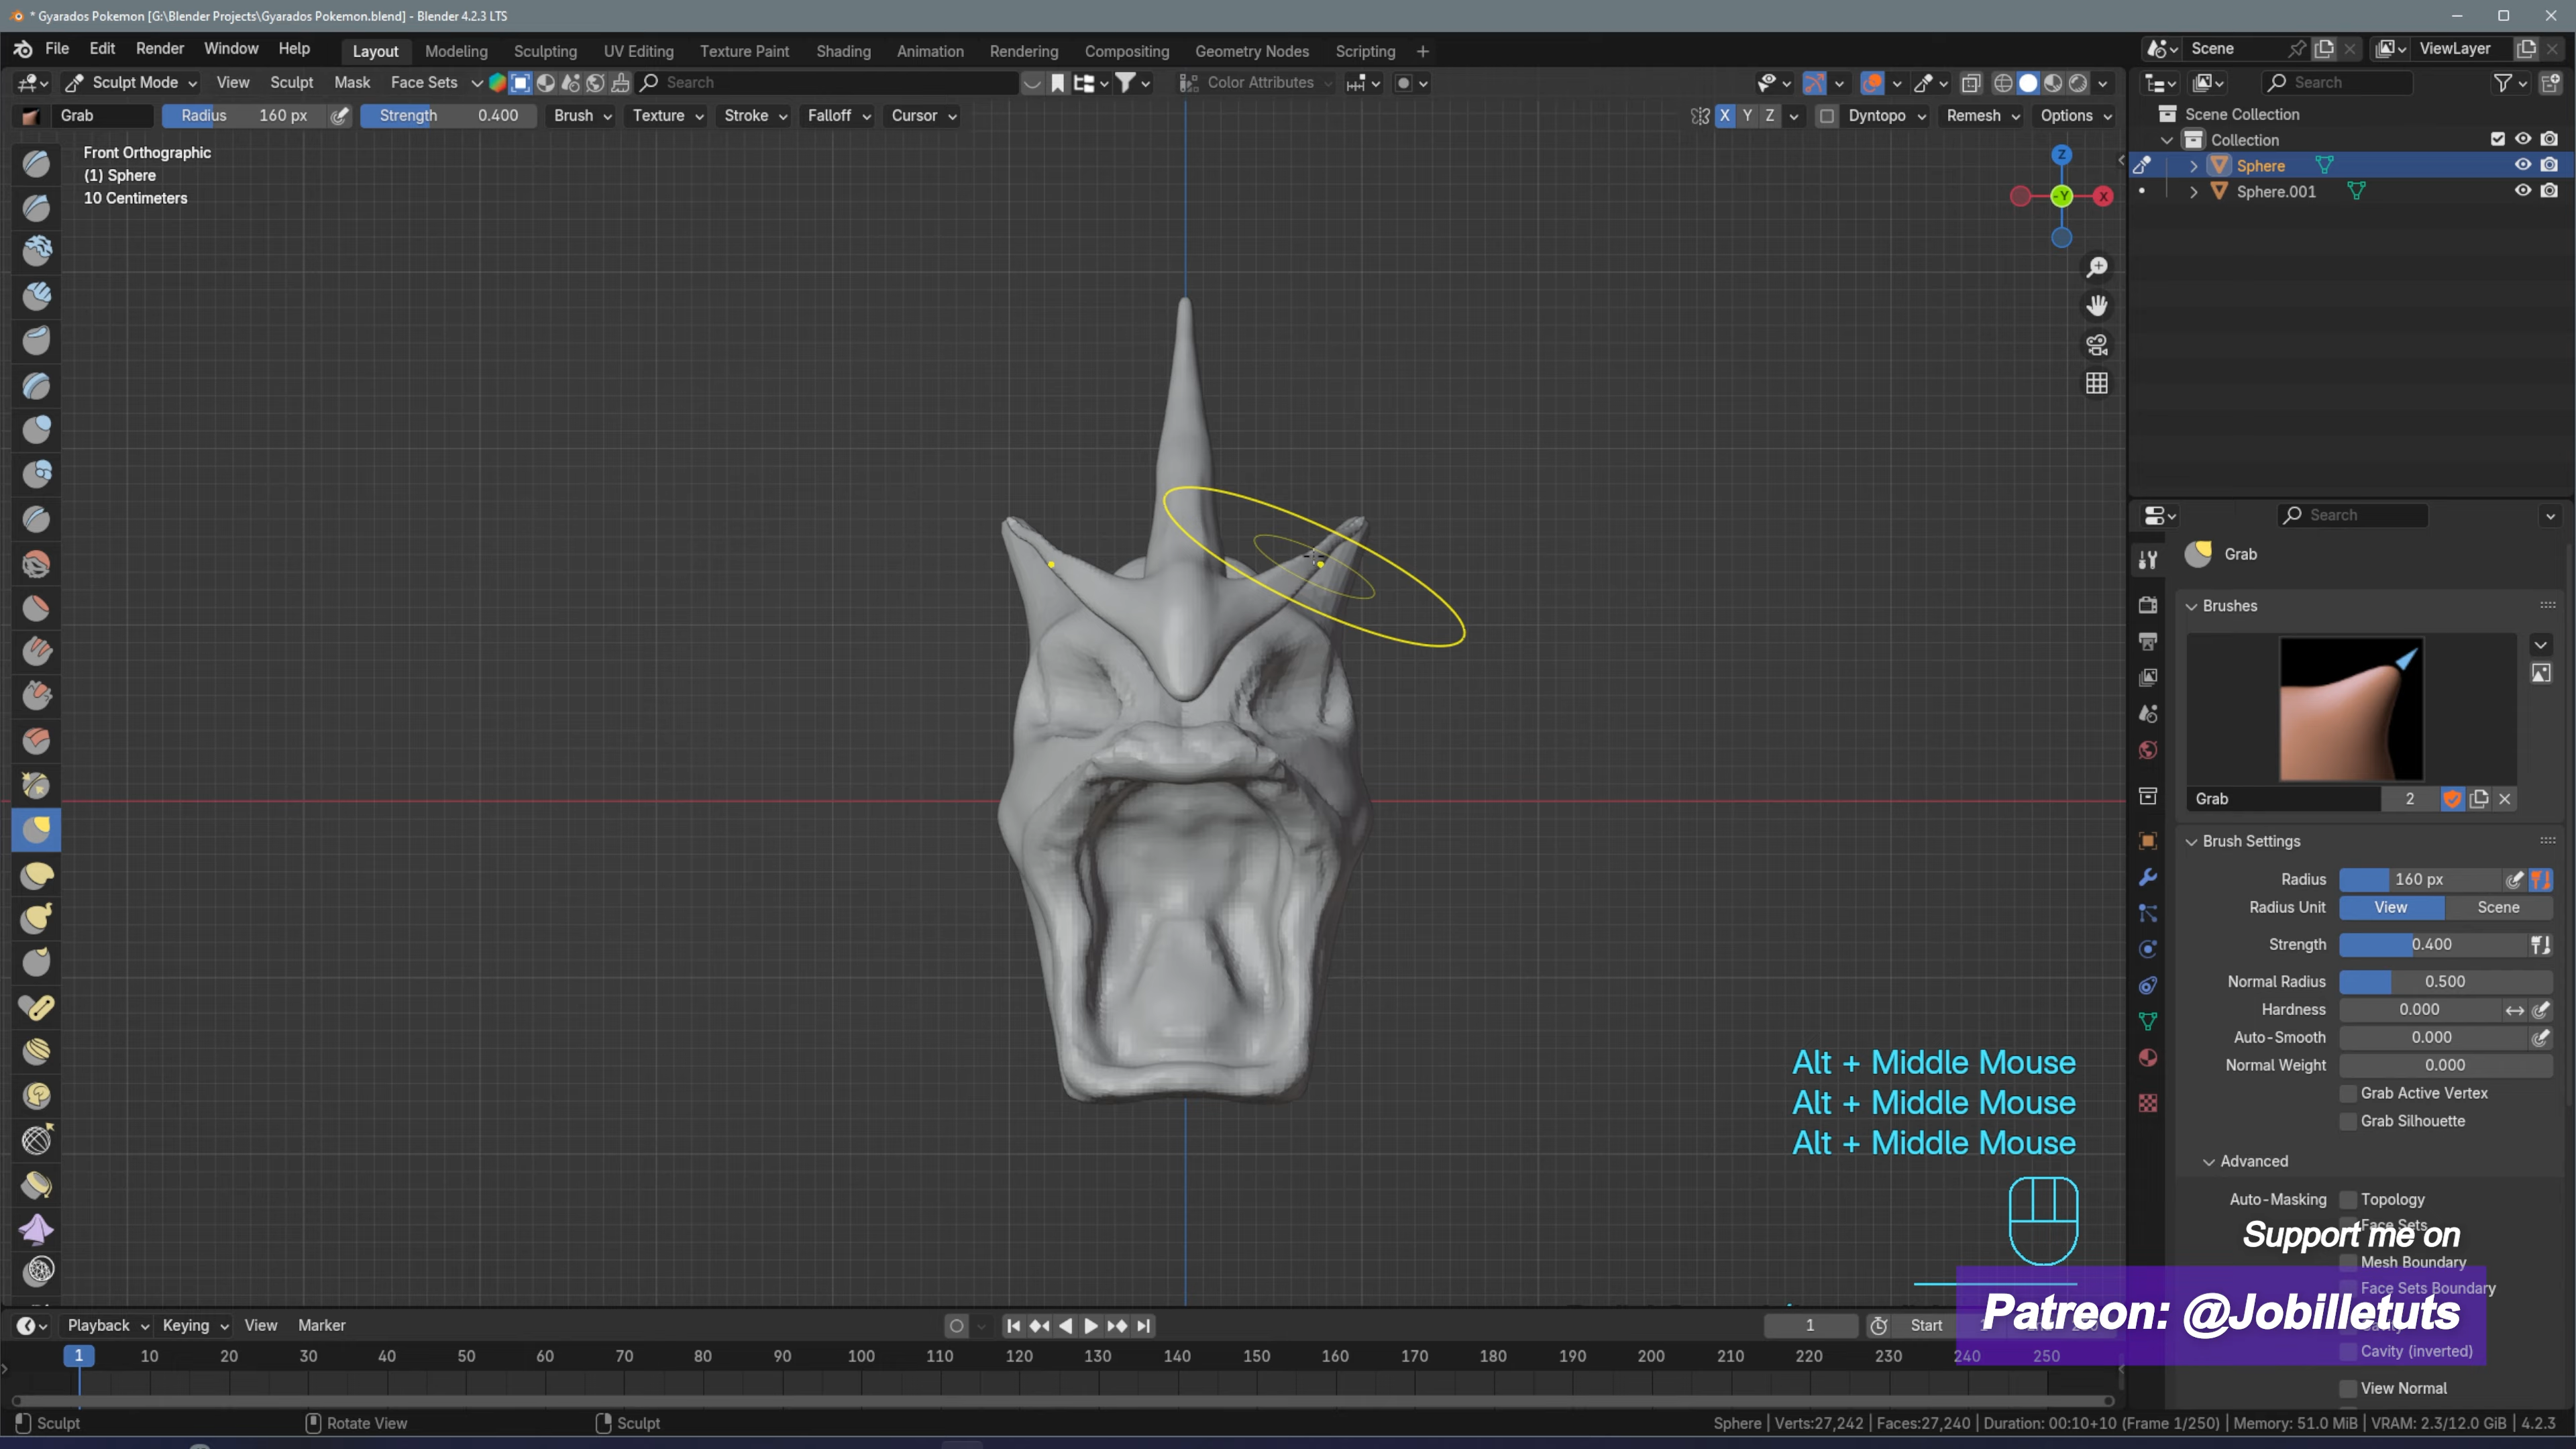 * Gyarados Pokemon [G:\Blender Projects\Gyarados Pokemon.blend] - Blender 4.2.3 LTS
File Edit Render Window Help Layout Modeling Sculpting UV Editing Texture Paint Shading Animation Rendering Compositing Geometry Nodes Scripting + Scene ViewLayer
Sculpt Mode View Sculpt Mask Face Sets Search Color Attributes Search
Grab Radius 160 px Strength 0.400 Brush Texture Stroke Falloff Cursor X Y Z Dyntopo Remesh Options
Scene Collection
Collection
Sphere
Sphere.001
Front Orthographic
(1) Sphere
10 Centimeters
Z
-Y
X
Search
Grab
Brushes
Grab 2
Brush Settings
Radius 160 px
Radius Unit View Scene
Strength 0.400
Normal Radius 0.500
Hardness 0.000
Auto-Smooth 0.000
Normal Weight 0.000
Grab Active Vertex
Grab Silhouette
Advanced
Auto-Masking Topology
Face Sets
Mesh Boundary
Face Sets Boundary
Cavity (inverted)
View Normal
Alt + Middle Mouse
Alt + Middle Mouse
Alt + Middle Mouse
Support me on
Patreon: @Jobilletuts
Playback Keying View Marker 1 Start
1 10 20 30 40 50 60 70 80 90 100 110 120 130 140 150 160 170 180 190 200 210 220 230 240 250
Sculpt Rotate View Sculpt Sphere | Verts:27,242 | Faces:27,240 | Duration: 00:10+10 (Frame 1/250) | Memory: 51.0 MiB | VRAM: 2.3/12.0 GiB | 4.2.3